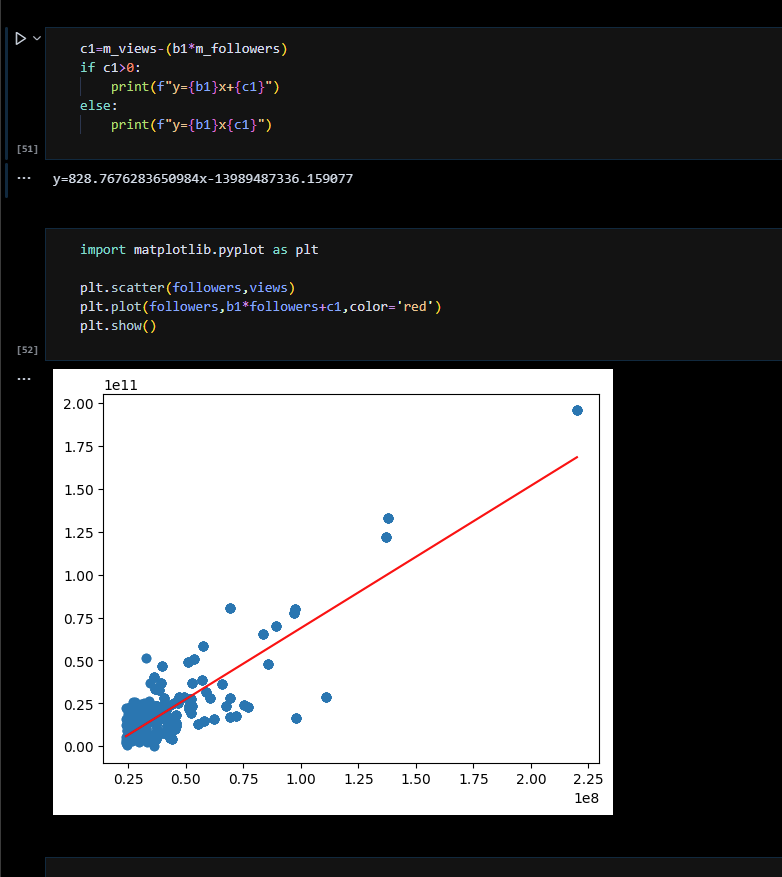 c1=m_views-(b1*m_followers)
if c1>0:
    print(f"y={b1}x+{c1}")
else:
    print(f"y={b1}x{c1}")
[51]
... y=828.7676283650984x-13989487336.159077
import matplotlib.pyplot as plt
plt.scatter(followers,views)
plt.plot(followers,b1*followers+c1,color='red')
plt.show()
[52]
...
1e11
2.00
1.75
1.50
1.25
1.00
0.75
0.50
0.25
0.00
0.25 0.50 0.75 1.00 1.25 1.50 1.75 2.00 2.25
1e8